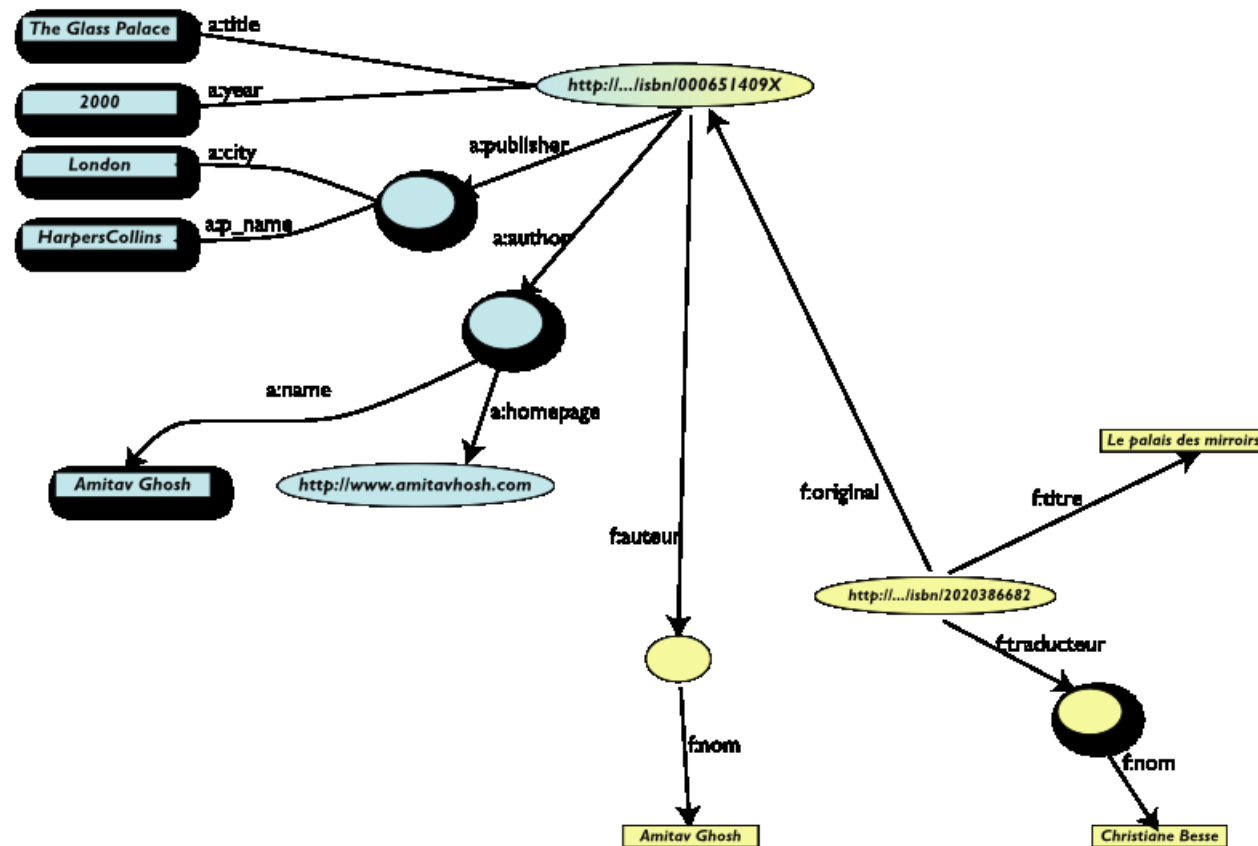 The Glass Palace
a:title
http://.../isbn/000651409X
2000
a:year
London
a:city
a:publisher
HarpersCollins
a:p_name
a:author
a:name
a:homepage
Amitav Ghosh
http://www.amitavhosh.com
Le palais des mirroirs
f:original
f:titre
f:auteur
http://.../isbn/2020386682
f:traducteur
f:nom
f:nom
Amitav Ghosh
Christiane Besse